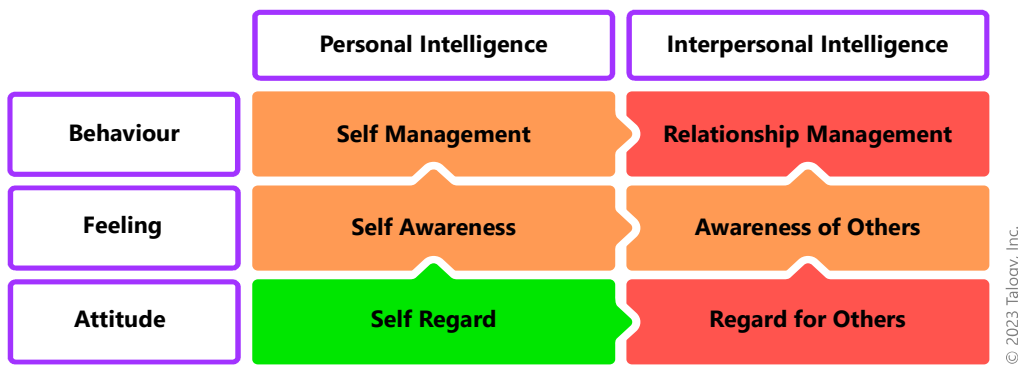 Personal Intelligence
Interpersonal Intelligence
Behaviour
Self Management
Relationship Management
Feeling
Self Awareness
Awareness of Others
Attitude
Self Regard
Regard for Others
© 2023 Talogy, Inc.